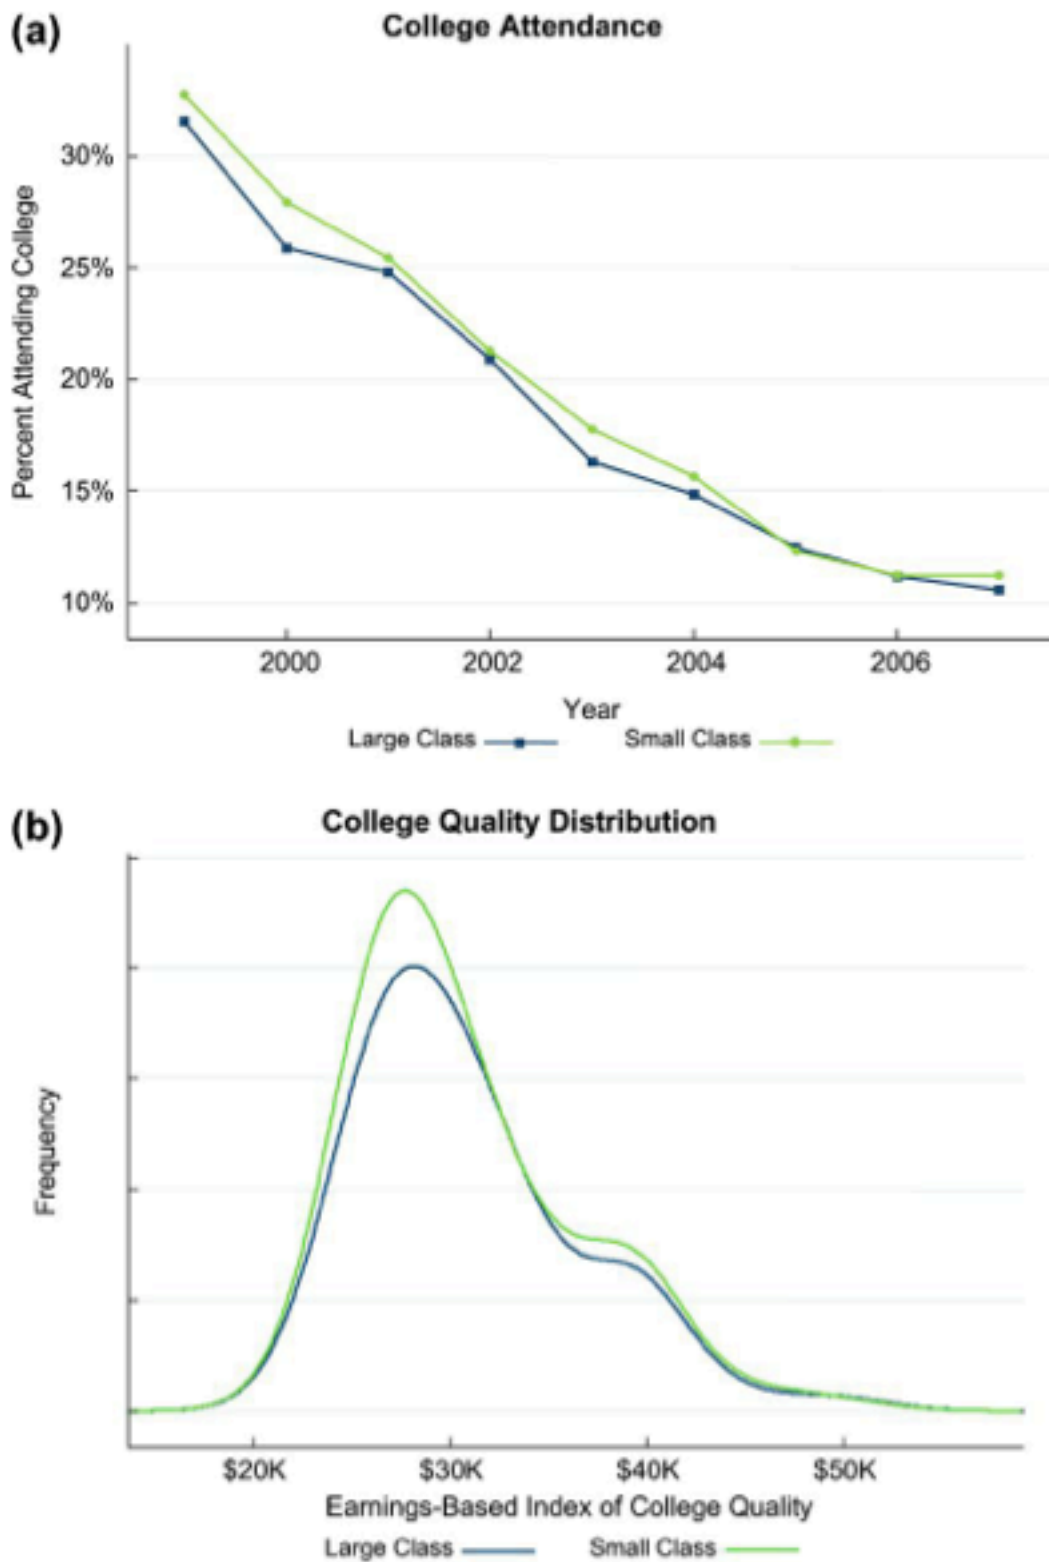 (a)
College Attendance
Percent Attending College
30%
25%
20%
15%
10%
2000 2002 2004 2006
Year
Large Class Small Class
(b)
College Quality Distribution
Frequency
$20K $30K $40K $50K
Earnings-Based Index of College Quality
Large Class Small Class